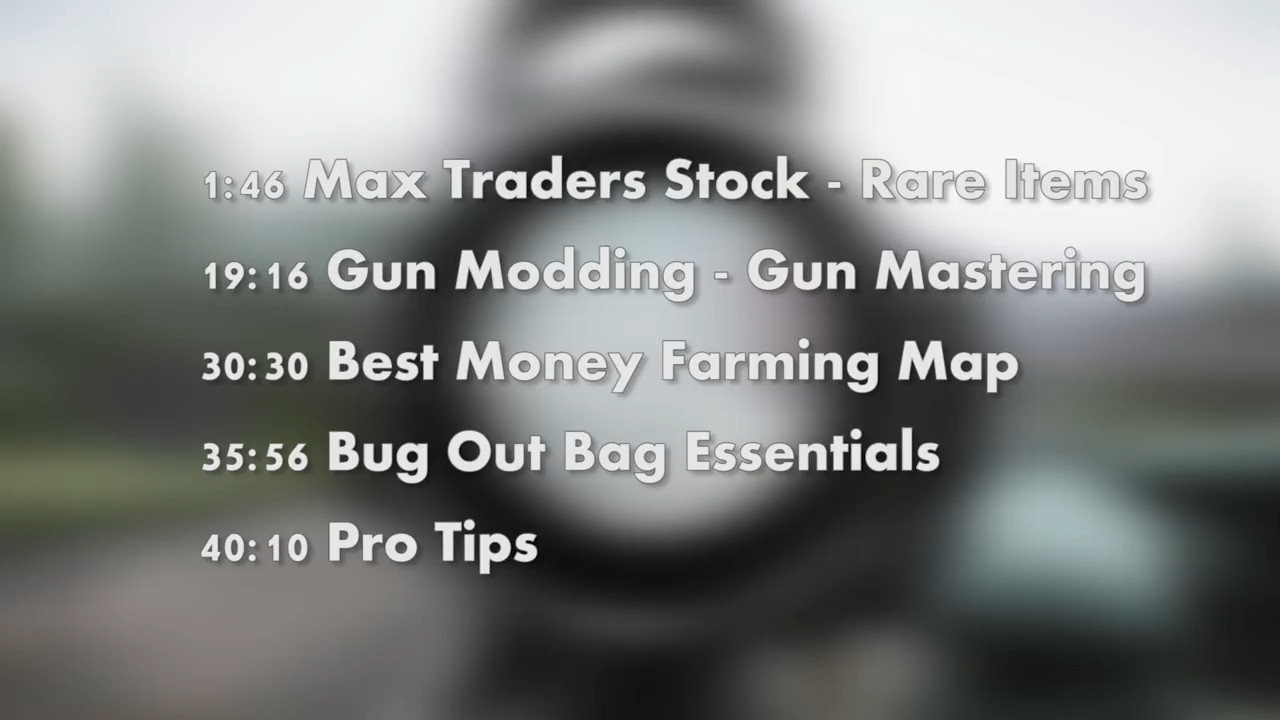 1:46 Max Traders Stock - Rare Items
19:16 Gun Modding - Gun Mastering
30:30 Best Money Farming Map
35:56 Bug Out Bag Essentials
40:10 Pro Tips